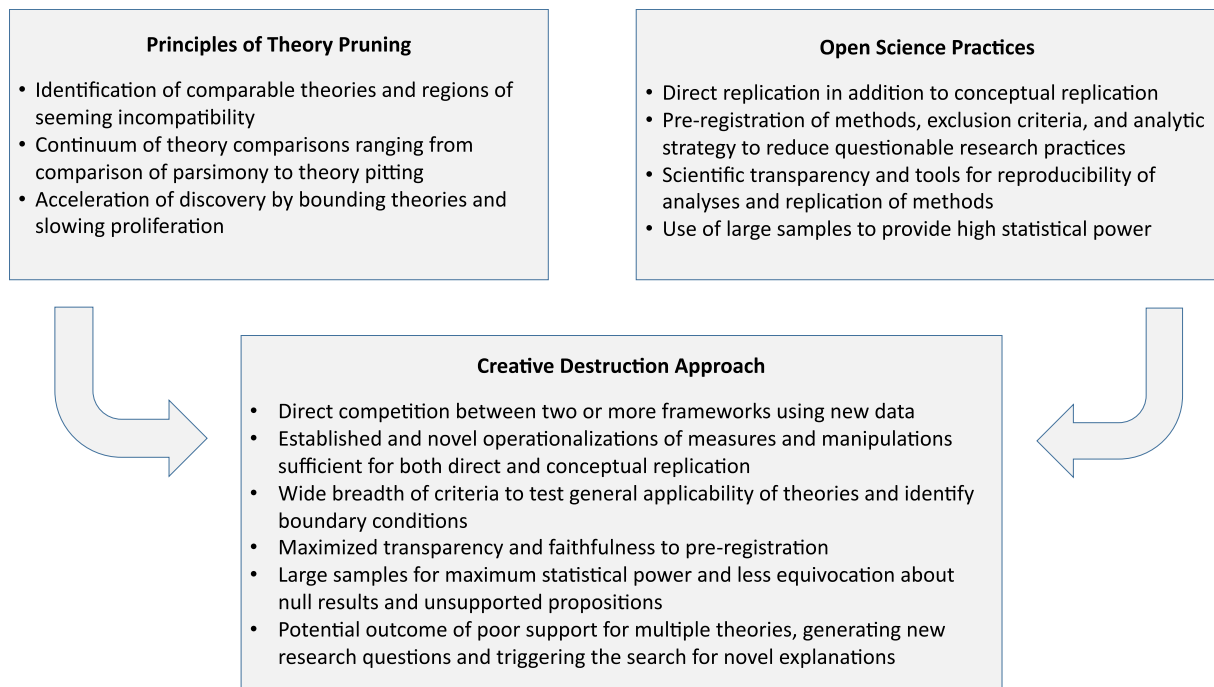 Principles of Theory Pruning
• Identification of comparable theories and regions of
seeming incompatibility
• Continuum of theory comparisons ranging from
comparison of parsimony to theory pitting
• Acceleration of discovery by bounding theories and
slowing proliferation
Open Science Practices
• Direct replication in addition to conceptual replication
• Pre-registration of methods, exclusion criteria, and analytic
strategy to reduce questionable research practices
• Scientific transparency and tools for reproducibility of
analyses and replication of methods
• Use of large samples to provide high statistical power
Creative Destruction Approach
• Direct competition between two or more frameworks using new data
• Established and novel operationalizations of measures and manipulations
sufficient for both direct and conceptual replication
• Wide breadth of criteria to test general applicability of theories and identify
boundary conditions
• Maximized transparency and faithfulness to pre-registration
• Large samples for maximum statistical power and less equivocation about
null results and unsupported propositions
• Potential outcome of poor support for multiple theories, generating new
research questions and triggering the search for novel explanations